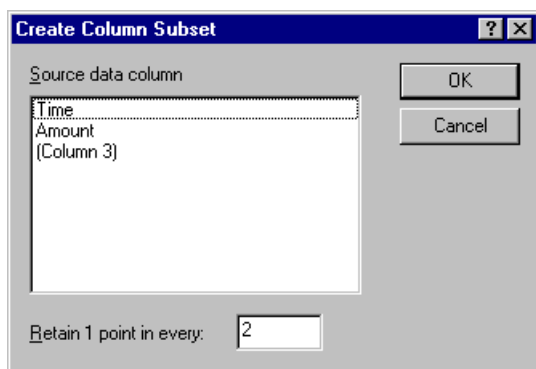 Create Column Subset
Source data column
OK
Time
Amount
Cancel
(Column 3)
Retain 1 point in every: 2